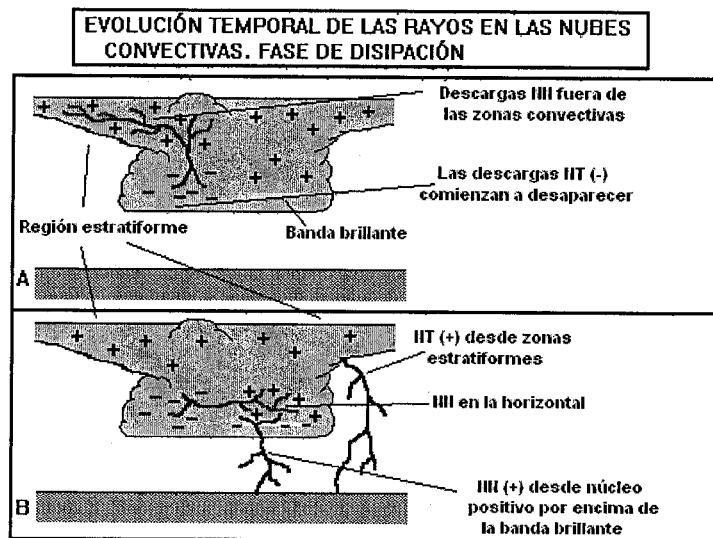 EVOLUCIÓN TEMPORAL DE LAS RAYOS EN LAS NUBES
CONVECTIVAS. FASE DE DISIPACIÓN
Descargas NN fuera de
las zonas convectivas
Las descargas NT (-)
comienzan a desaparecer
Región estratiforme
Banda brillante
A
NT (+) desde zonas
estratiformes
NN en la horizontal
NN (+) desde núcleo
positivo por encima de
la banda brillante
B